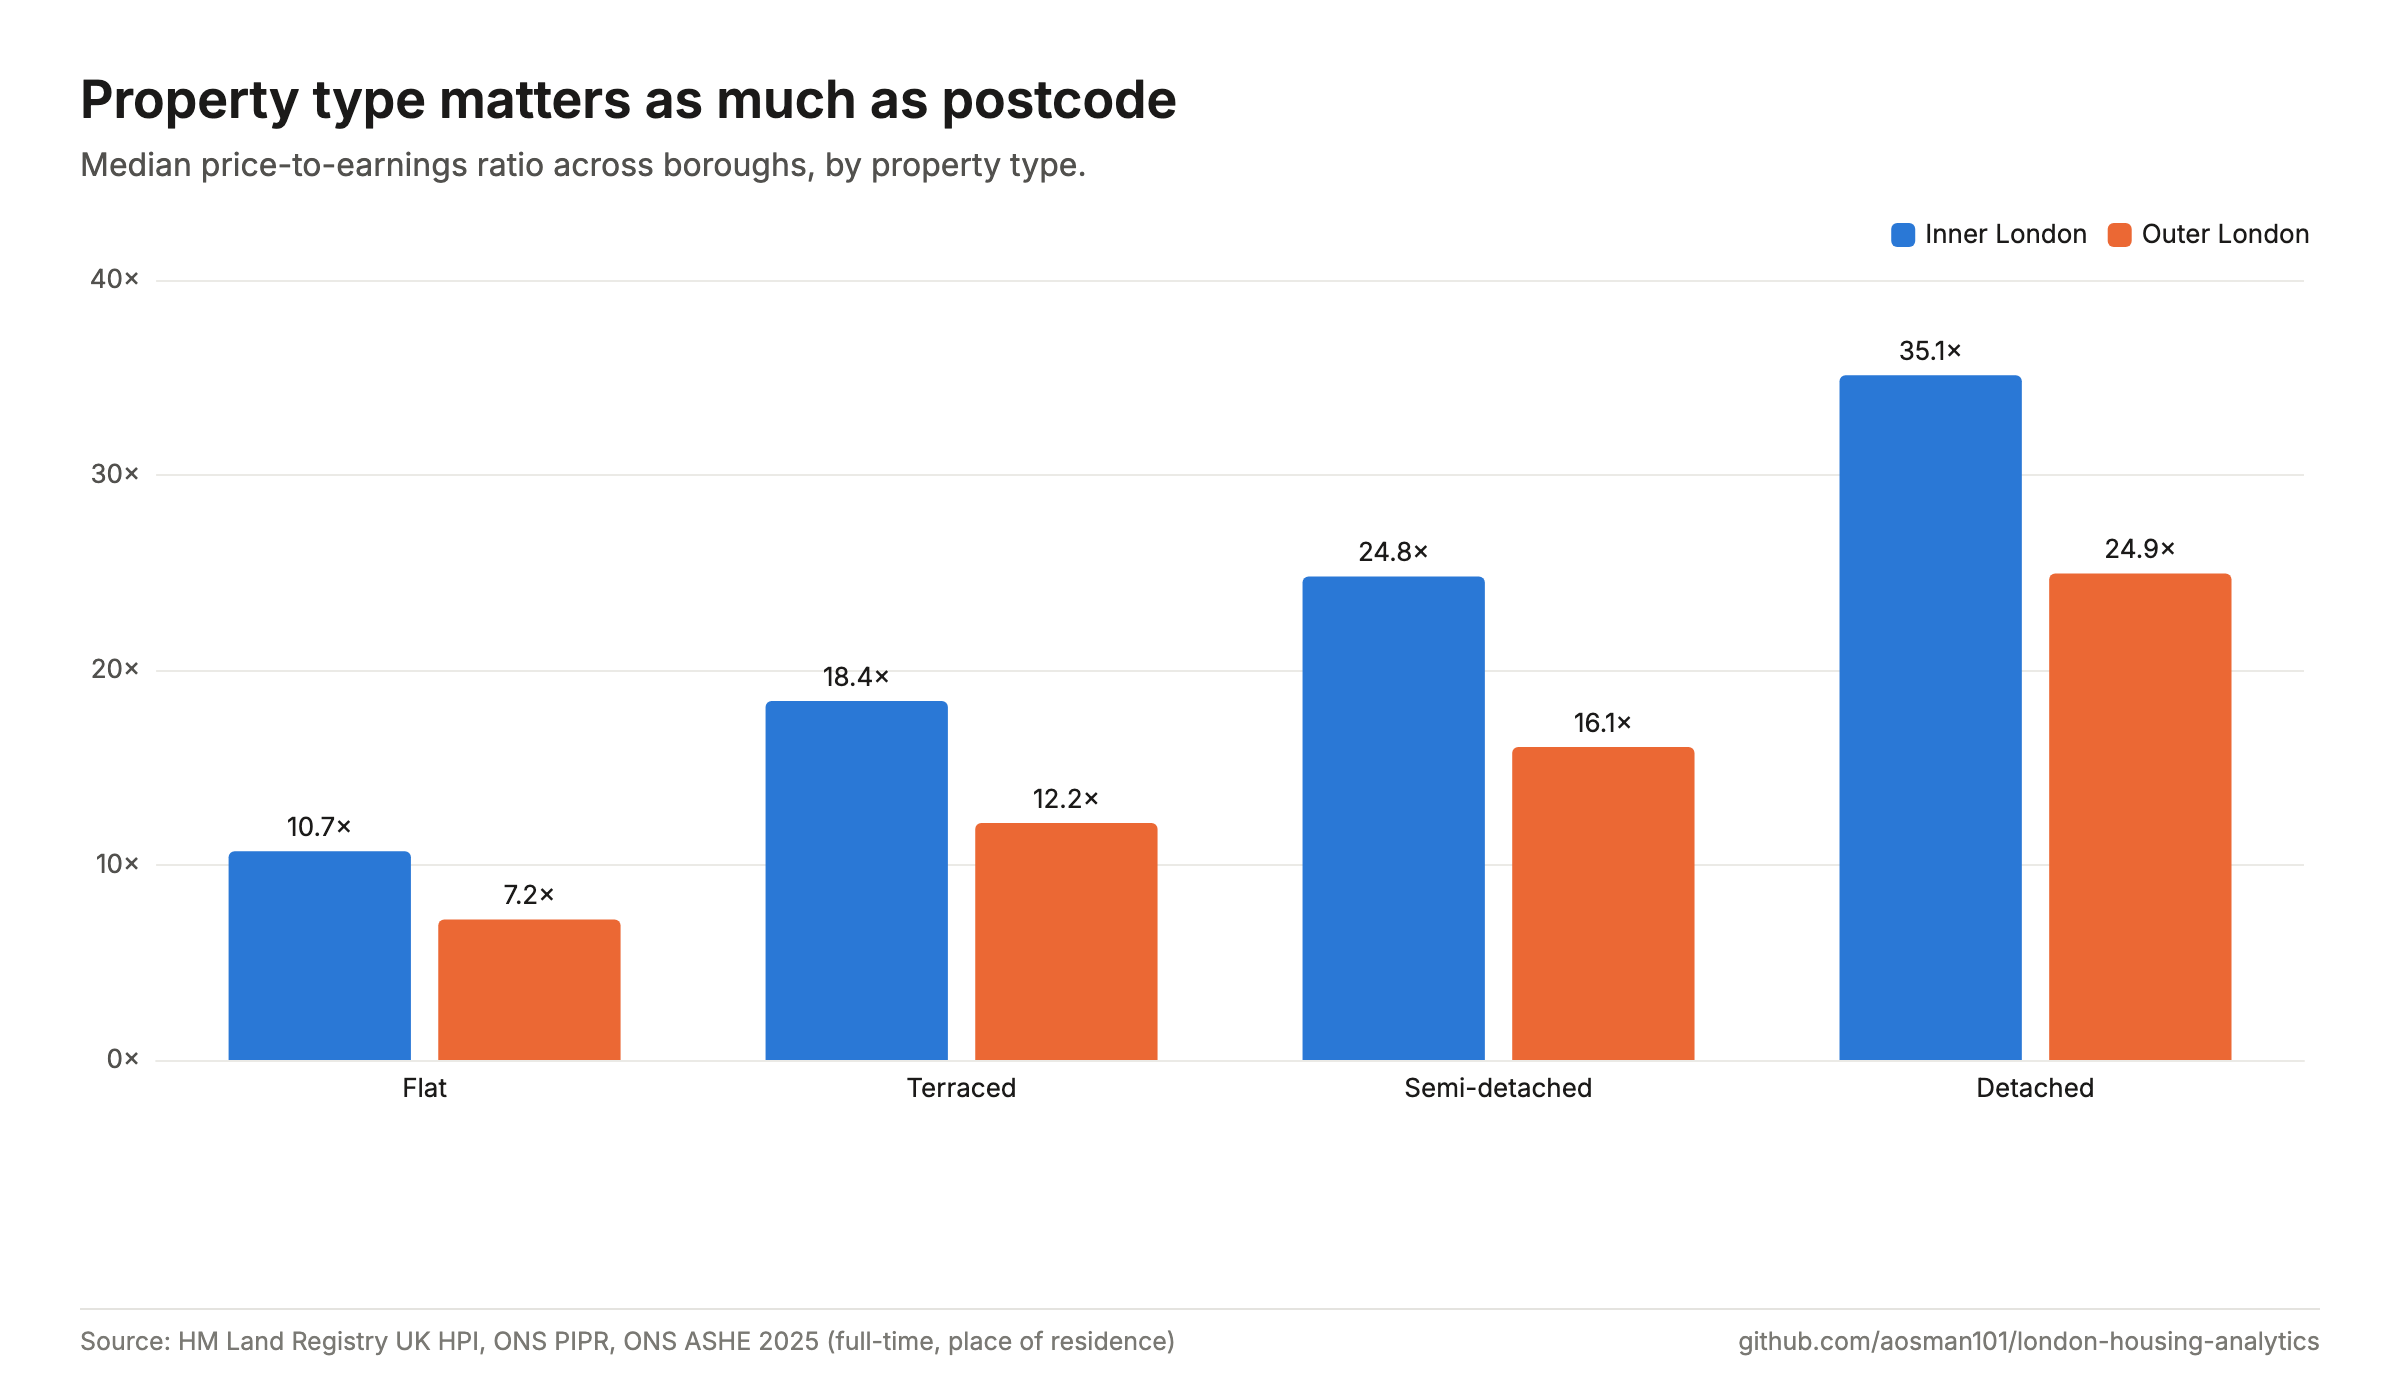 Property type matters as much as postcode
Median price-to-earnings ratio across boroughs, by property type.
Inner London
Outer London
40×
30×
20×
10×
0×
10.7×
7.2×
18.4×
12.2×
24.8×
16.1×
35.1×
24.9×
Flat
Terraced
Semi-detached
Detached
Source: HM Land Registry UK HPI, ONS PIPR, ONS ASHE 2025 (full-time, place of residence)
github.com/aosman101/london-housing-analytics